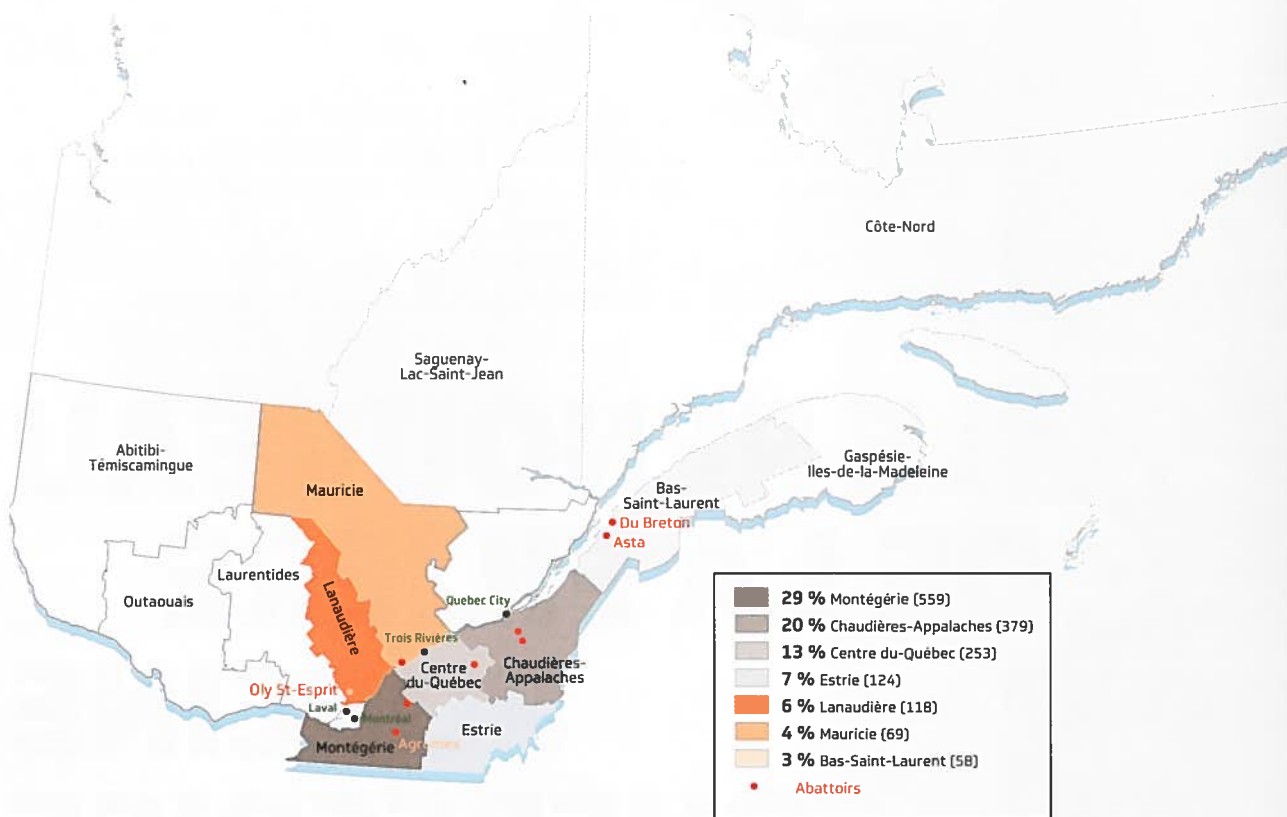 Côte-Nord
Saguenay-
Lac-Saint-Jean
Abitibi-
Témiscamingue
Mauricie
Gaspésie-
Iles-de-la-Madeleine
Bas-
Saint-Laurent
Du Breton
Asta
Laurentides
Outaouais
Lanaudière
Quebec City
Trois Rivières
Centre
du-Québec
Chaudières-
Appalaches
Oly St-Esprit
Laval
Montréal
Estrie
Montégérie
29 % Montégérie (559)
20 % Chaudières-Appalaches (379)
13 % Centre du-Québec (253)
7 % Estrie (124)
6 % Lanaudière (118)
4 % Mauricie (69)
3 % Bas-Saint-Laurent (58)
Abattoirs